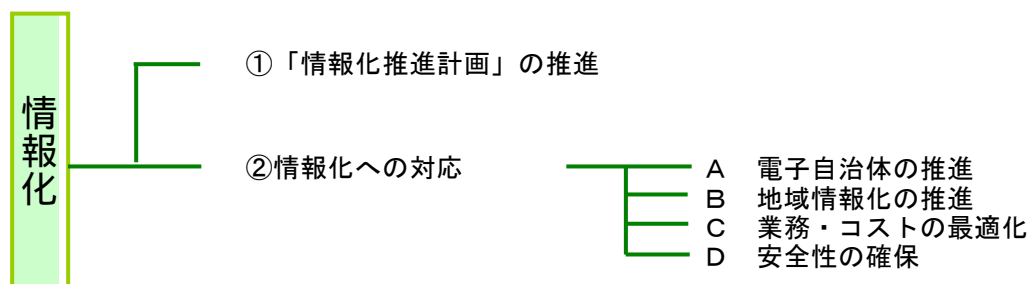 情報化
①「情報化推進計画」の推進
②情報化への対応
A 電子自治体の推進
B 地域情報化の推進
C 業務・コストの最適化
D 安全性の確保